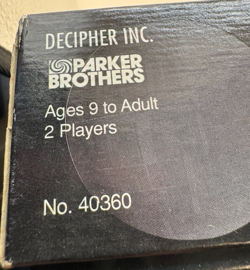 DECIPHER INC.
PARKER
BROTHERS
Ages 9 to Adult
2 Players
No. 40360